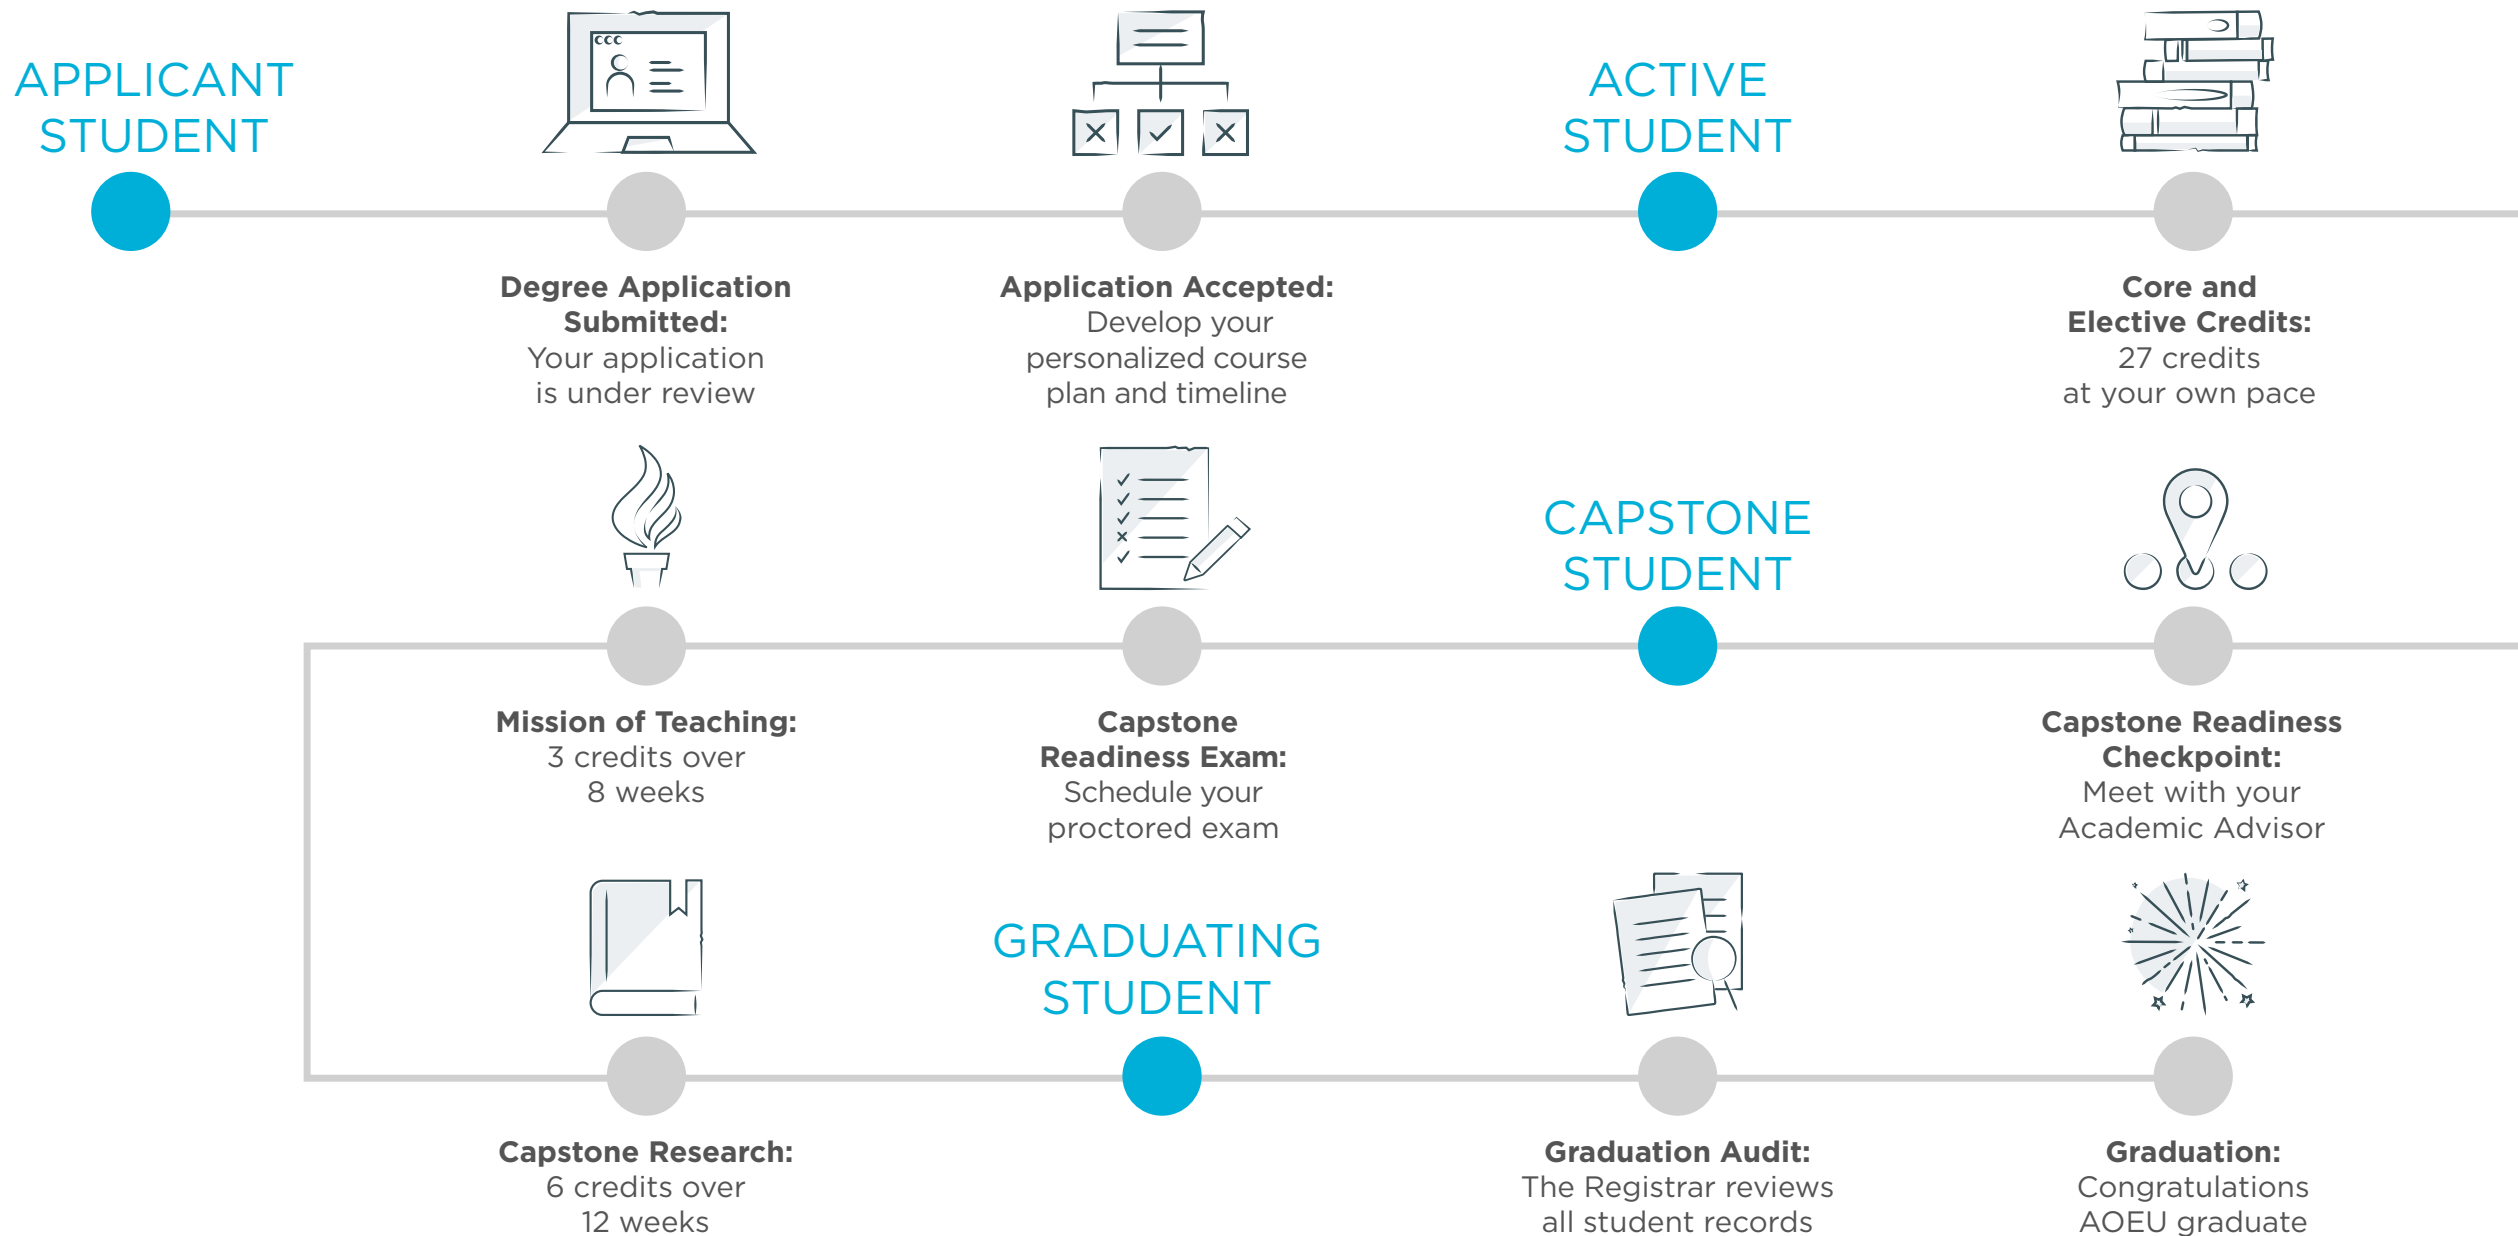 APPLICANT
STUDENT
Degree Application
Submitted:
Your application
is under review
Application Accepted:
Develop your
personalized course
plan and timeline
ACTIVE
STUDENT
Core and
Elective Credits:
27 credits
at your own pace
Mission of Teaching:
3 credits over
8 weeks
Capstone
Readiness Exam:
Schedule your
proctored exam
CAPSTONE
STUDENT
Capstone Readiness
Checkpoint:
Meet with your
Academic Advisor
Capstone Research:
6 credits over
12 weeks
GRADUATING
STUDENT
Graduation Audit:
The Registrar reviews
all student records
Graduation:
Congratulations
AOEU graduate